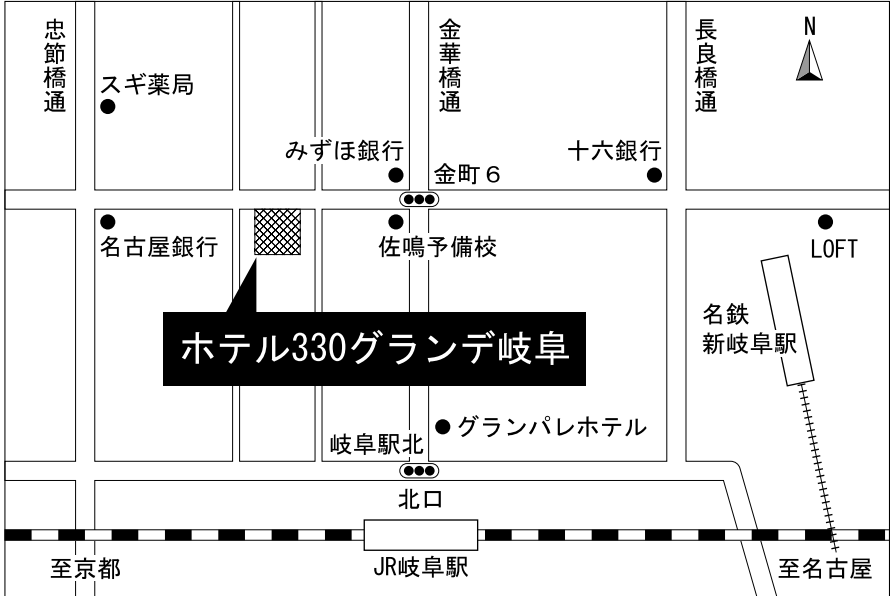 忠節橋通
金華橋通
長良橋通
N
スギ薬局
みずほ銀行
十六銀行
金町６
名古屋銀行
佐鳴予備校
LOFT
名鉄
新岐阜駅
ホテル330グランデ岐阜
グランパレホテル
岐阜駅北
北口
至京都
JR岐阜駅
至名古屋